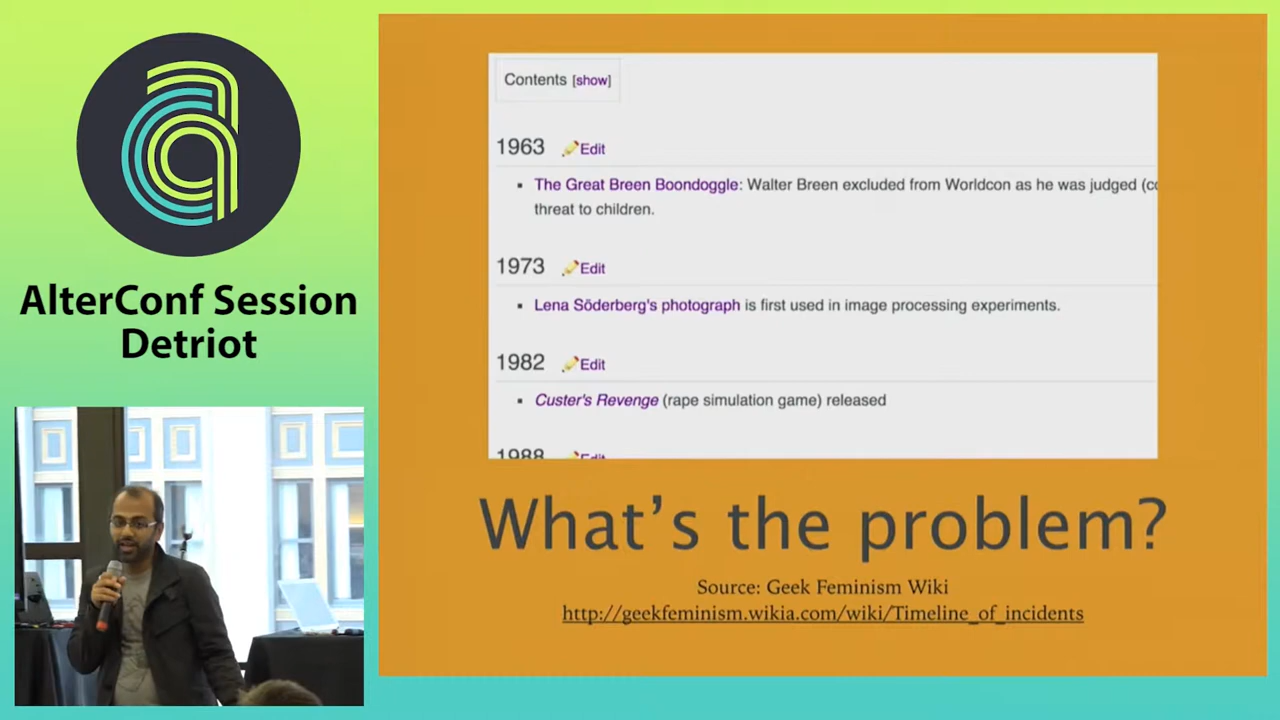 AlterConf Session
Detriot
Contents [show]
1963 Edit
The Great Breen Boondoggle: Walter Breen excluded from Worldcon as he was judged
threat to children.
1973 Edit
Lena Söderberg's photograph is first used in image processing experiments.
1982 Edit
Custer's Revenge (rape simulation game) released
1988 Edit
What's the problem?
Source: Geek Feminism Wiki
http://geekfeminism.wikia.com/wiki/Timeline_of_incidents